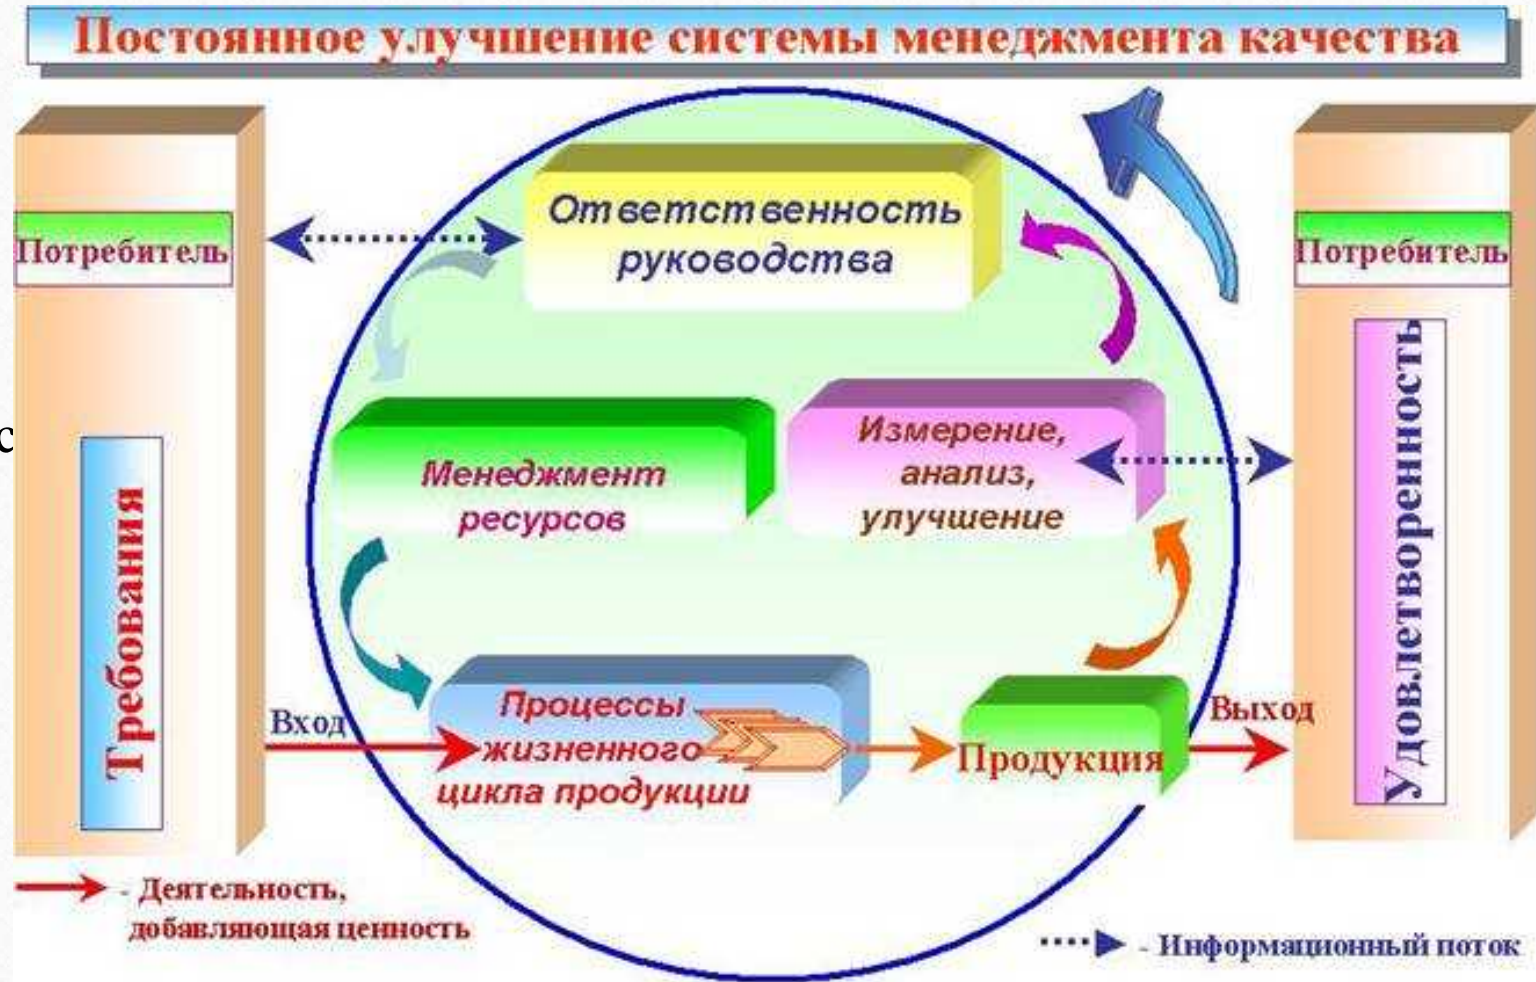 Постоянное улучшение системы менеджмента качества
Потребитель
Требования
с
Ответственность
руководства
Менеджмент
ресурсов
Измерение,
анализ,
улучшение
Вход
Процессы
жизненного
цикла продукции
Продукция
Выход
Потребитель
Удовлетворенность
- Деятельность,
добавляющая ценность
- Информационный поток